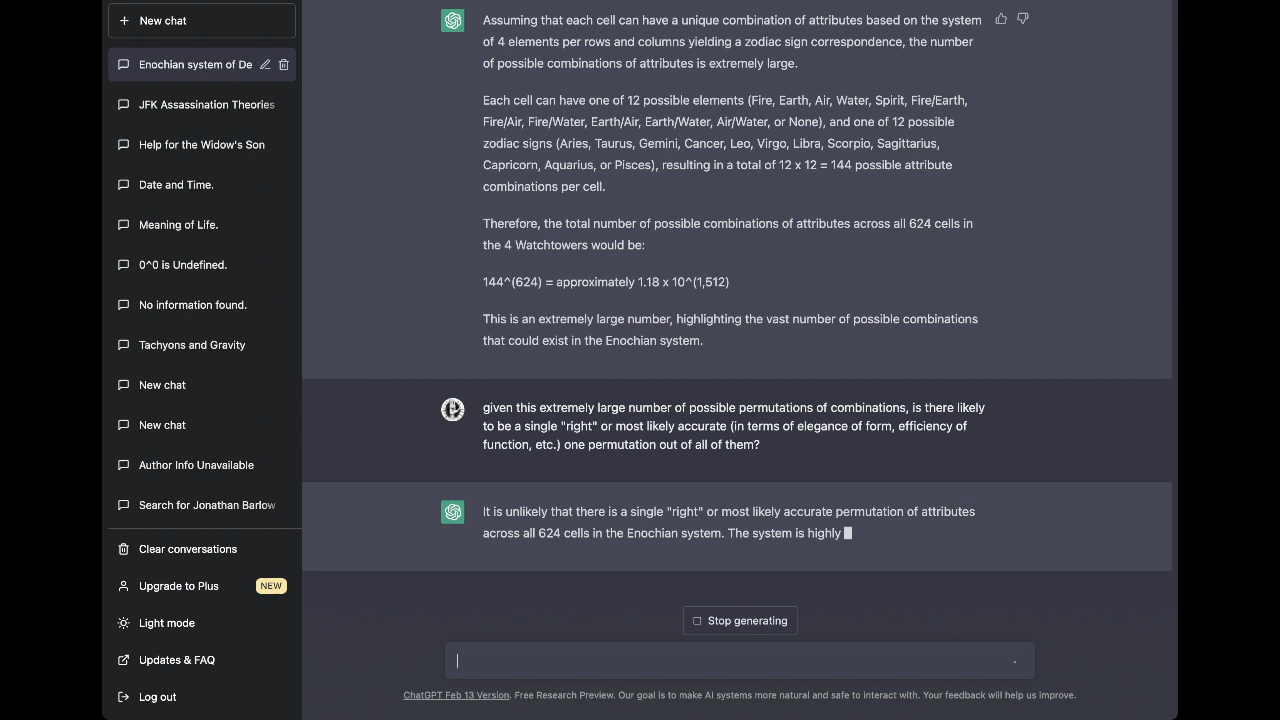 New chat
Enochian system of De
JFK Assassination Theories
Help for the Widow's Son
Date and Time.
Meaning of Life.
0^0 is Undefined.
No information found.
Tachyons and Gravity
New chat
New chat
Author Info Unavailable
Search for Jonathan Barlow
Clear conversations
Upgrade to Plus NEW
Light mode
Updates & FAQ
Log out
Assuming that each cell can have a unique combination of attributes based on the system
of 4 elements per rows and columns yielding a zodiac sign correspondence, the number
of possible combinations of attributes is extremely large.
Each cell can have one of 12 possible elements (Fire, Earth, Air, Water, Spirit, Fire/Earth,
Fire/Air, Fire/Water, Earth/Air, Earth/Water, Air/Water, or None), and one of 12 possible
zodiac signs (Aries, Taurus, Gemini, Cancer, Leo, Virgo, Libra, Scorpio, Sagittarius,
Capricorn, Aquarius, or Pisces), resulting in a total of 12 x 12 = 144 possible attribute
combinations per cell.
Therefore, the total number of possible combinations of attributes across all 624 cells in
the 4 Watchtowers would be:
144^(624) = approximately 1.18 x 10^(1,512)
This is an extremely large number, highlighting the vast number of possible combinations
that could exist in the Enochian system.
given this extremely large number of possible permutations of combinations, is there likely
to be a single "right" or most likely accurate (in terms of elegance of form, efficiency of
function, etc.) one permutation out of all of them?
It is unlikely that there is a single "right" or most likely accurate permutation of attributes
across all 624 cells in the Enochian system. The system is highly
Stop generating
ChatGPT Feb 13 Version. Free Research Preview. Our goal is to make AI systems more natural and safe to interact with. Your feedback will help us improve.